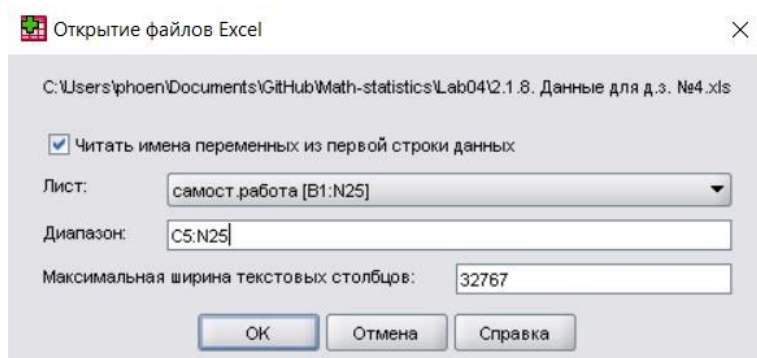 Открытие файлов Excel
C:\Users\phoen\Documents\GitHub\Math-statistics\Lab04\2.1.8. Данные для д.з. №4.xls
Читать имена переменных из первой строки данных
Лист: самост.работа [B1:N25]
Диапазон: C5:N25
Максимальная ширина текстовых столбцов: 32767
OK Отмена Справка